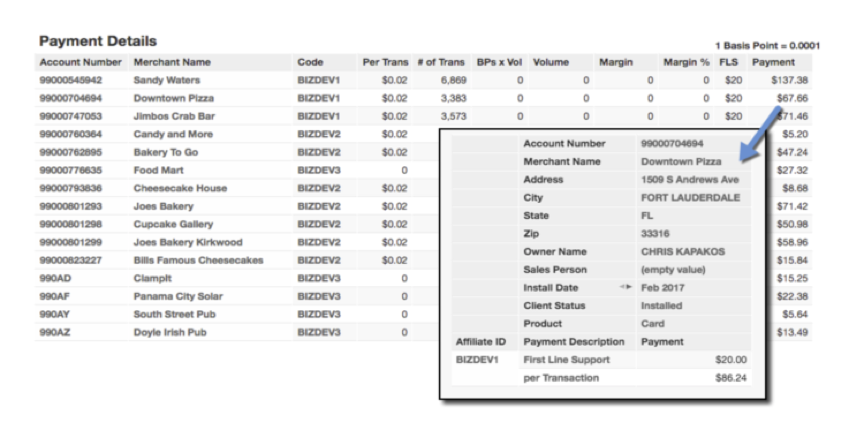 Payment Details
1 Basis Point = 0.0001
Account Number Merchant Name Code Per Trans # of Trans BPs x Vol Volume Margin Margin % FLS Payment
99000545942 Sandy Waters BIZDEV1 $0.02 6,869 0 0 0 0 $20 $137.38
99000704694 Downtown Pizza BIZDEV1 $0.02 3,383 0 0 0 0 $20 $67.66
99000747053 Jimbos Crab Bar BIZDEV1 $0.02 3,573 0 0 0 0 $20 $71.46
99000760364 Candy and More BIZDEV2 $0.02 $5.20
99000762895 Bakery To Go BIZDEV2 $0.02 $47.24
99000776635 Food Mart BIZDEV3 0 $27.32
99000793836 Cheesecake House BIZDEV2 $0.02 $8.68
99000801293 Joes Bakery BIZDEV2 $0.02 $71.42
99000801298 Cupcake Gallery BIZDEV2 $0.02 $50.98
99000801299 Joes Bakery Kirkwood BIZDEV2 $0.02 $58.96
99000823227 Bills Famous Cheesecakes BIZDEV2 $0.02 $15.84
990AD Clampit BIZDEV3 0 $15.25
990AF Panama City Solar BIZDEV3 0 $22.38
990AY South Street Pub BIZDEV3 0 $5.64
990AZ Doyle Irish Pub BIZDEV3 0 $13.49
Account Number 99000704694
Merchant Name Downtown Pizza
Address 1509 S Andrews Ave
City FORT LAUDERDALE
State FL
Zip 33316
Owner Name CHRIS KAPAKOS
Sales Person (empty value)
Install Date Feb 2017
Client Status Installed
Product Card
Affiliate ID Payment Description Payment
BIZDEV1 First Line Support $20.00
per Transaction $86.24